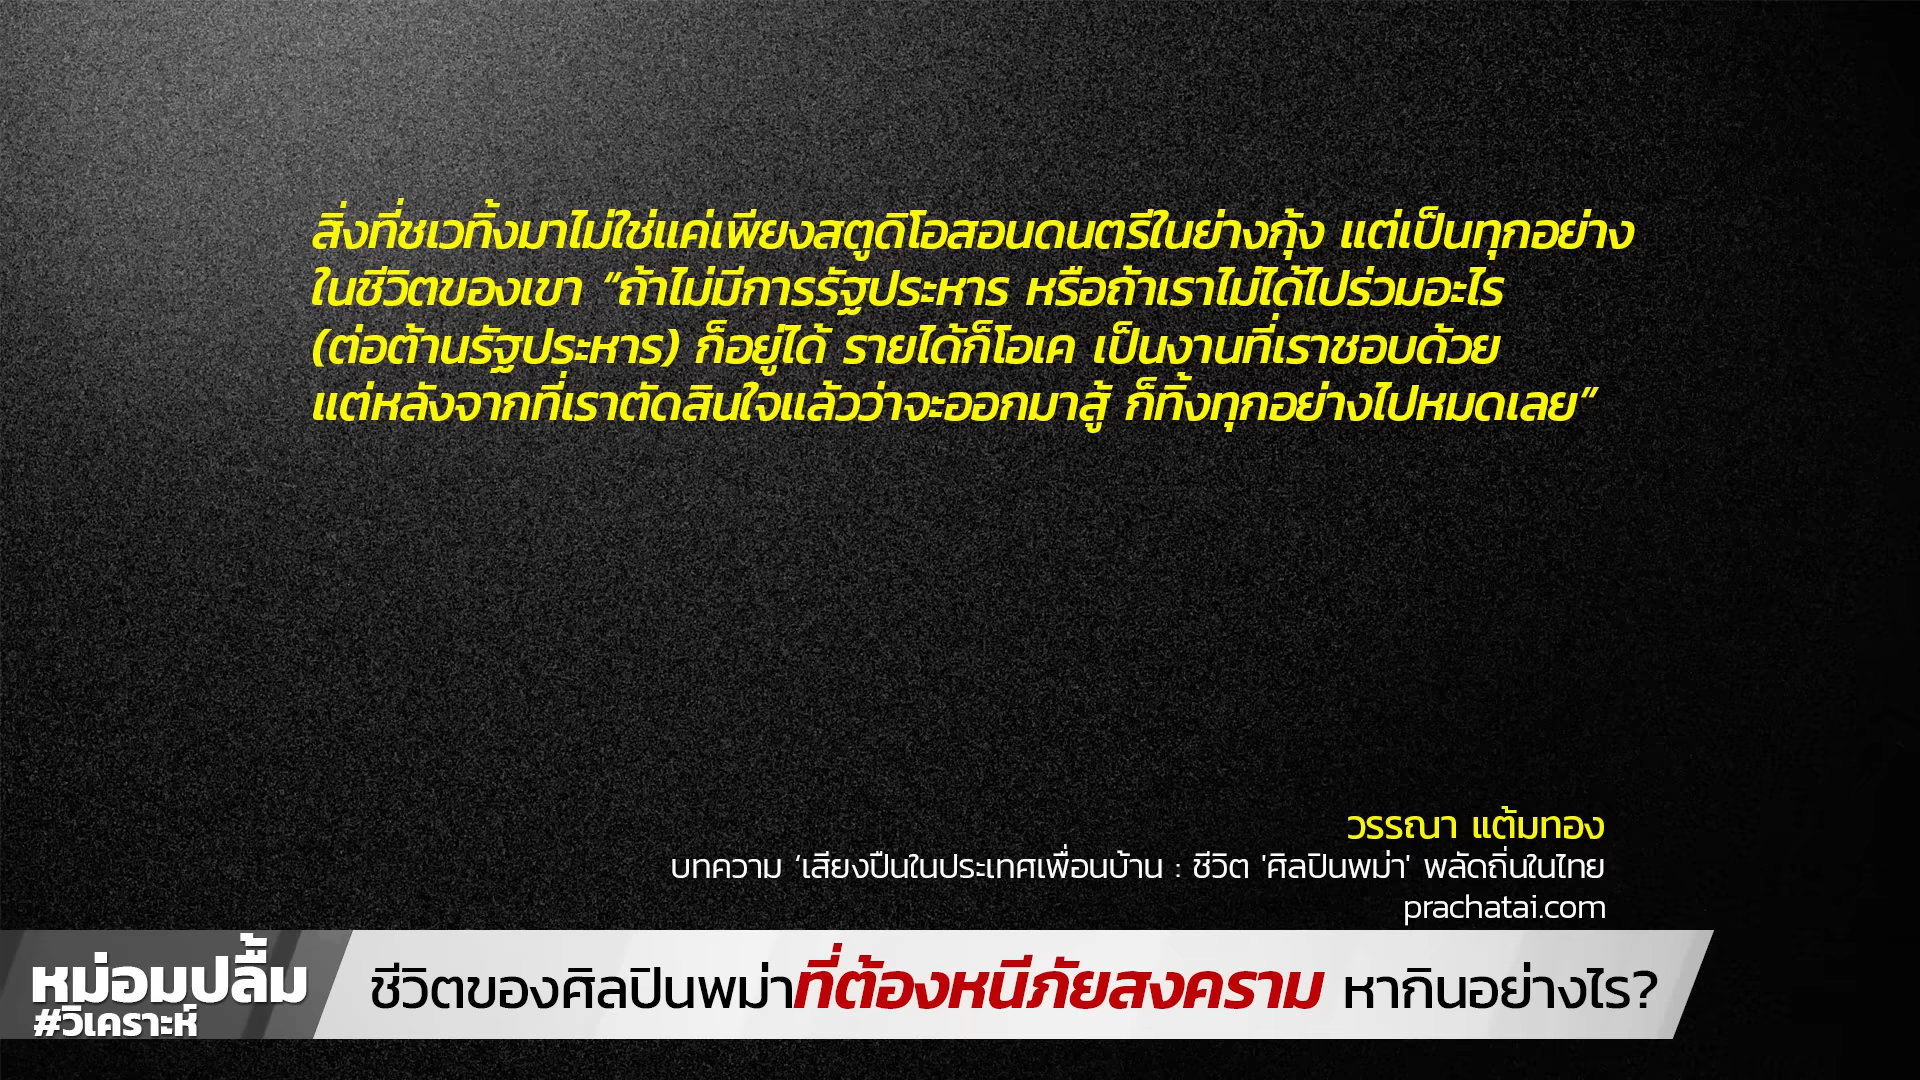 สิ่งที่ชเวทิ้งมาไม่ใช่แค่เพียงสตูดิโอสอนดนตรีในย่างกุ้ง แต่เป็นทุกอย่าง
ในชีวิตของเขา “ถ้าไม่มีการรัฐประหาร หรือถ้าเราไม่ได้ไปร่วมอะไร
(ต่อต้านรัฐประหาร) ก็อยู่ได้ รายได้ก็โอเค เป็นงานที่เราชอบด้วย
แต่หลังจากที่เราตัดสินใจแล้วว่าจะออกมาสู้ ก็ทิ้งทุกอย่างไปหมดเลย”
วรรณา แต้มทอง
บทความ ‘เสียงปืนในประเทศเพื่อนบ้าน : ชีวิต 'ศิลปินพม่า' พลัดถิ่นในไทย
prachatai.com
หม่อมปลื้ม
#วิเคราะห์
ชีวิตของศิลปินพม่าที่ต้องหนีภัยสงคราม หากินอย่างไร?